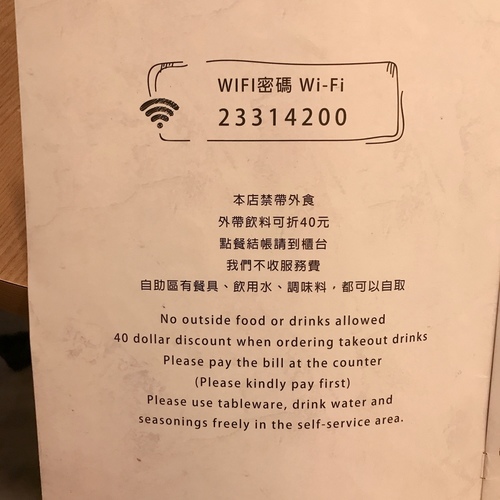 WIFI密碼 Wi-Fi
23314200
本店禁帶外食
外帶飲料可折40元
點餐結帳請到櫃台
我們不收服務費
自助區有餐具、飲用水、調味料，都可以自取
No outside food or drinks allowed
40 dollar discount when ordering takeout drinks
Please pay the bill at the counter
(Please kindly pay first)
Please use tableware, drink water and
seasonings freely in the self-service area.